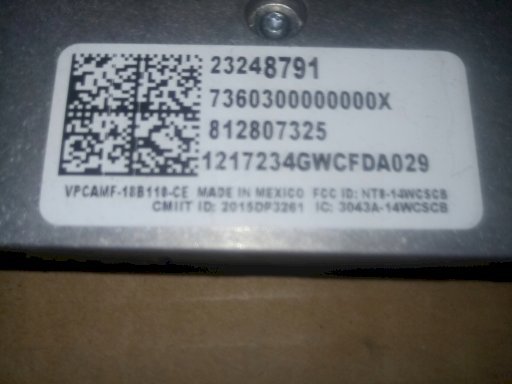 23248791
7360300000000X
812807325
1217234GWCFDA029
VPCAMF-18B110-CE MADE IN MEXICO FCC ID: NT8-14WCSCB
CMIIT ID: 2015DP3261 IC: 3043A-14WCSCB